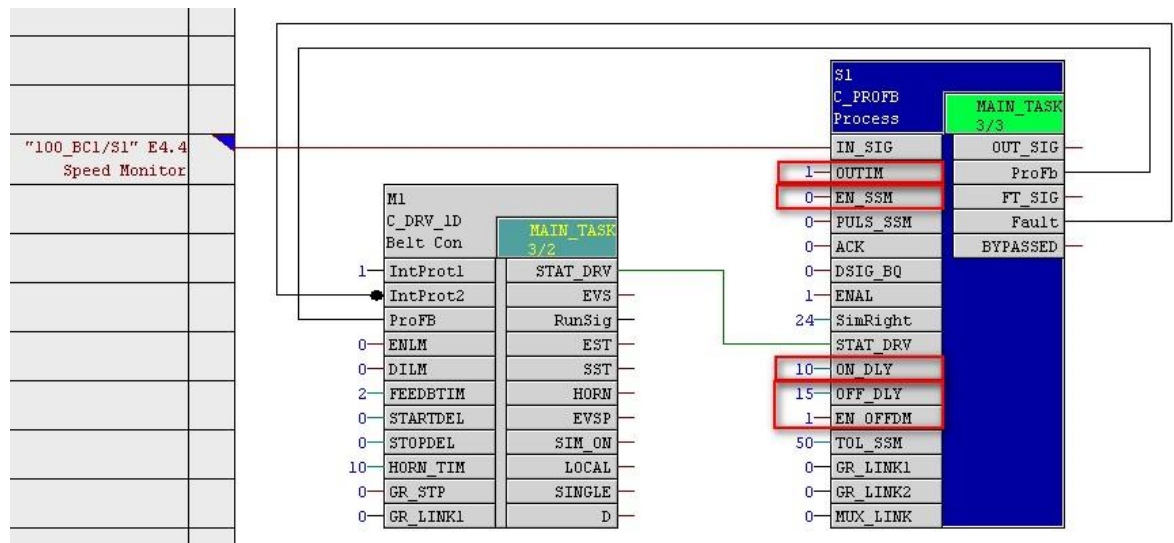 "100_BC1/S1" E4.4
Speed Monitor
M1
C_DRV_1D
Belt Con
MAIN_TASK
3/2
1 IntProt1 STAT_DRV
IntProt2 EVS
ProFB RunSig
0 ENLM EST
0 DILM SST
2 FEEDBTIM HORN
0 STARTDEL EVSP
0 STOPDEL SIM_ON
10 HORN_TIM LOCAL
0 GR_STP SINGLE
0 GR_LINK1 D
S1
C_PROFB
Process
MAIN_TASK
3/3
IN_SIG OUT_SIG
1 OUTIM ProFb
0 EN_SSM FT_SIG
0 PULS_SSM Fault
0 ACK BYPASSED
0 DSIG_BQ
1 ENAL
24 SimRight
STAT_DRV
10 ON_DLY
15 OFF_DLY
1 EN_OFFDM
50 TOL_SSM
0 GR_LINK1
0 GR_LINK2
0 MUX_LINK